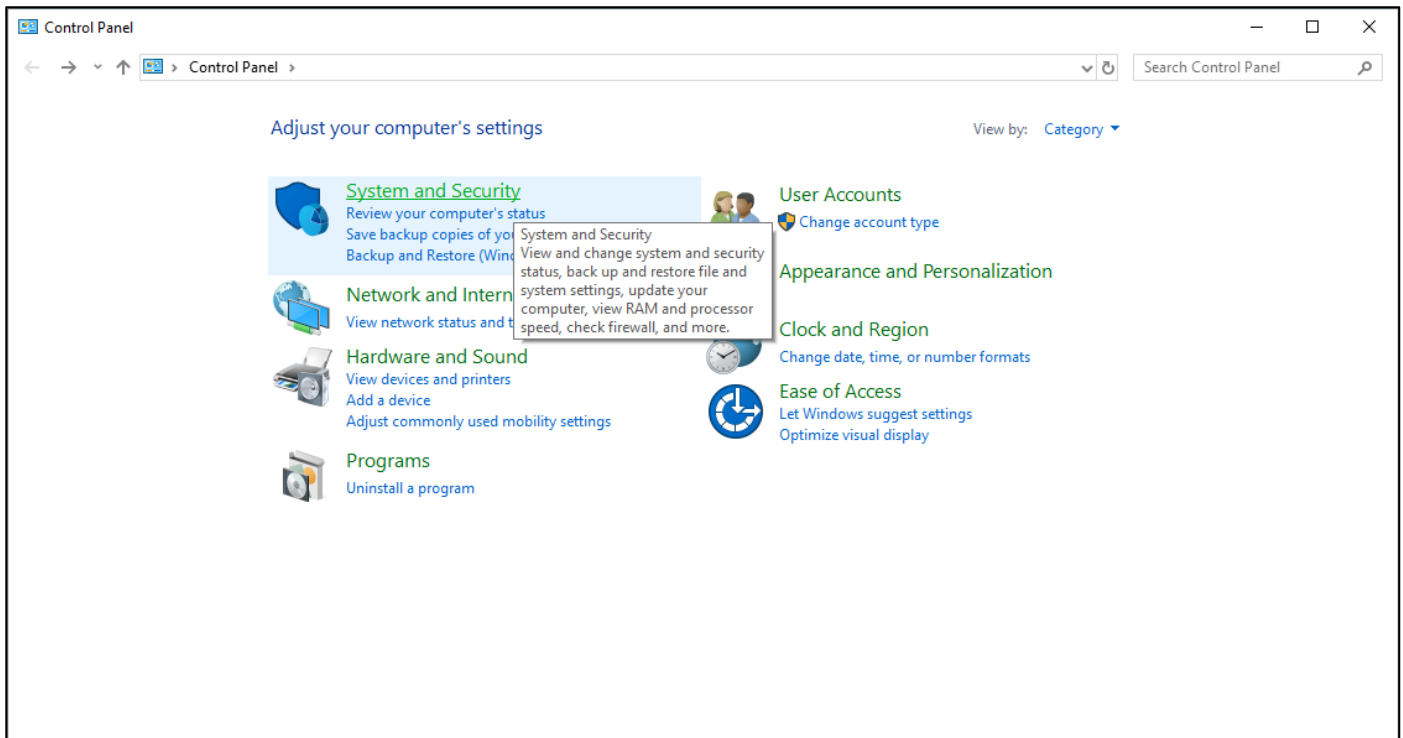 Control Panel
Control Panel
Search Control Panel
Adjust your computer's settings
View by: Category
System and Security
Review your computer's status
Save backup copies of
Backup and Restore
System and Security
View and change system and security
status, back up and restore file and
system settings, update your
computer, view RAM and processor
speed, check firewall, and more.
Network and
View network status and
Hardware and Sound
View devices and printers
Add a device
Adjust commonly used mobility settings
Programs
Uninstall a program
User Accounts
Change account type
Appearance and Personalization
Clock and Region
Change date, time, or number formats
Ease of Access
Let Windows suggest settings
Optimize visual display